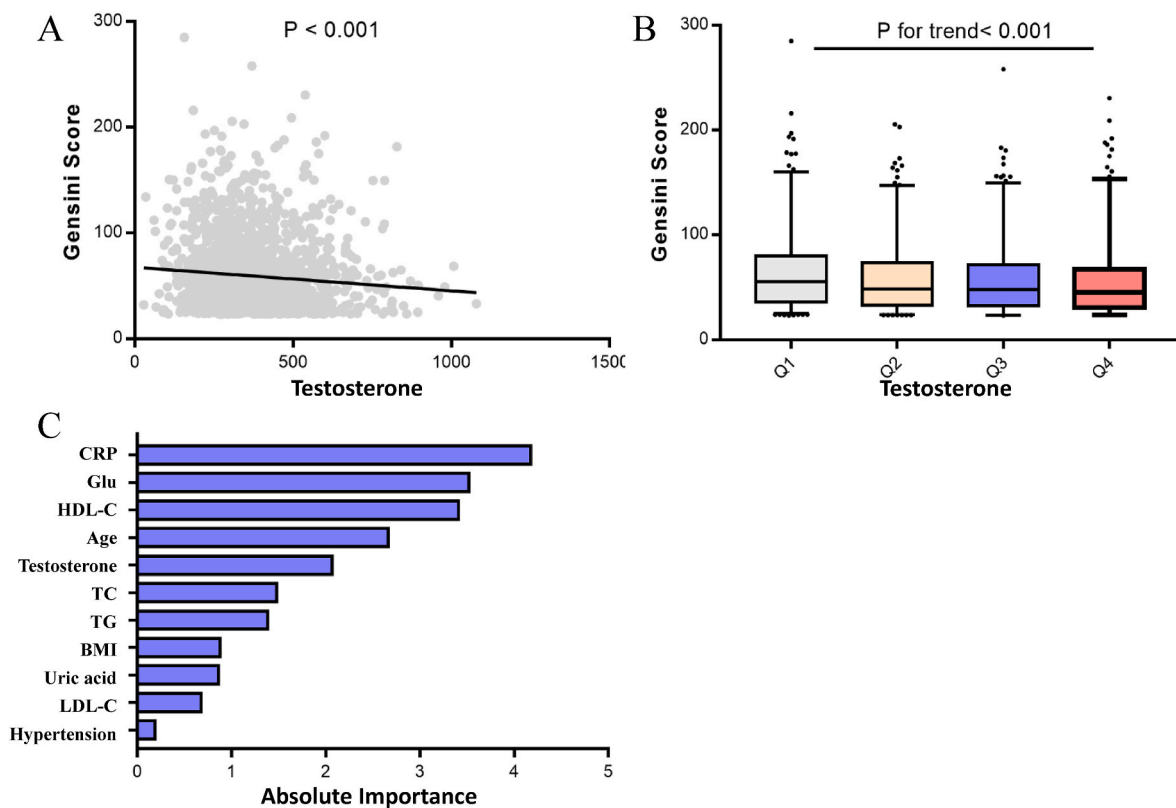 A
P < 0.001
Gensini Score
300
200
100
0
0 500 1000 1500
Testosterone
B
P for trend< 0.001
Gensini Score
300
200
100
0
Q1 Q2 Q3 Q4
Testosterone
C
CRP
Glu
HDL-C
Age
Testosterone
TC
TG
BMI
Uric acid
LDL-C
Hypertension
0 1 2 3 4 5
Absolute Importance